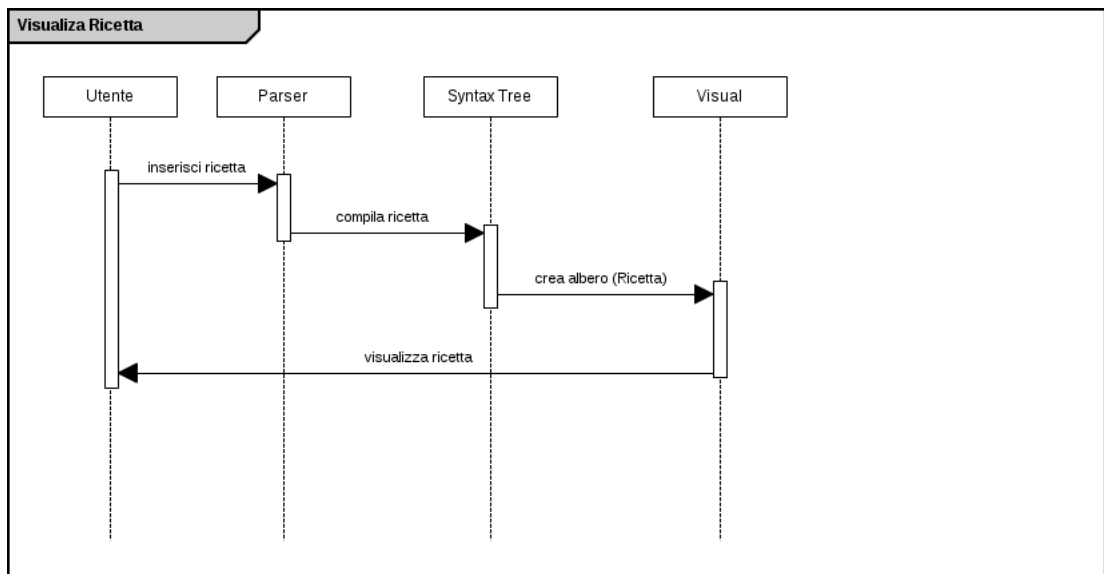 Visualiza Ricetta
Utente
Parser
Syntax Tree
Visual
inserisci ricetta
compila ricetta
crea albero (Ricetta)
visualizza ricetta